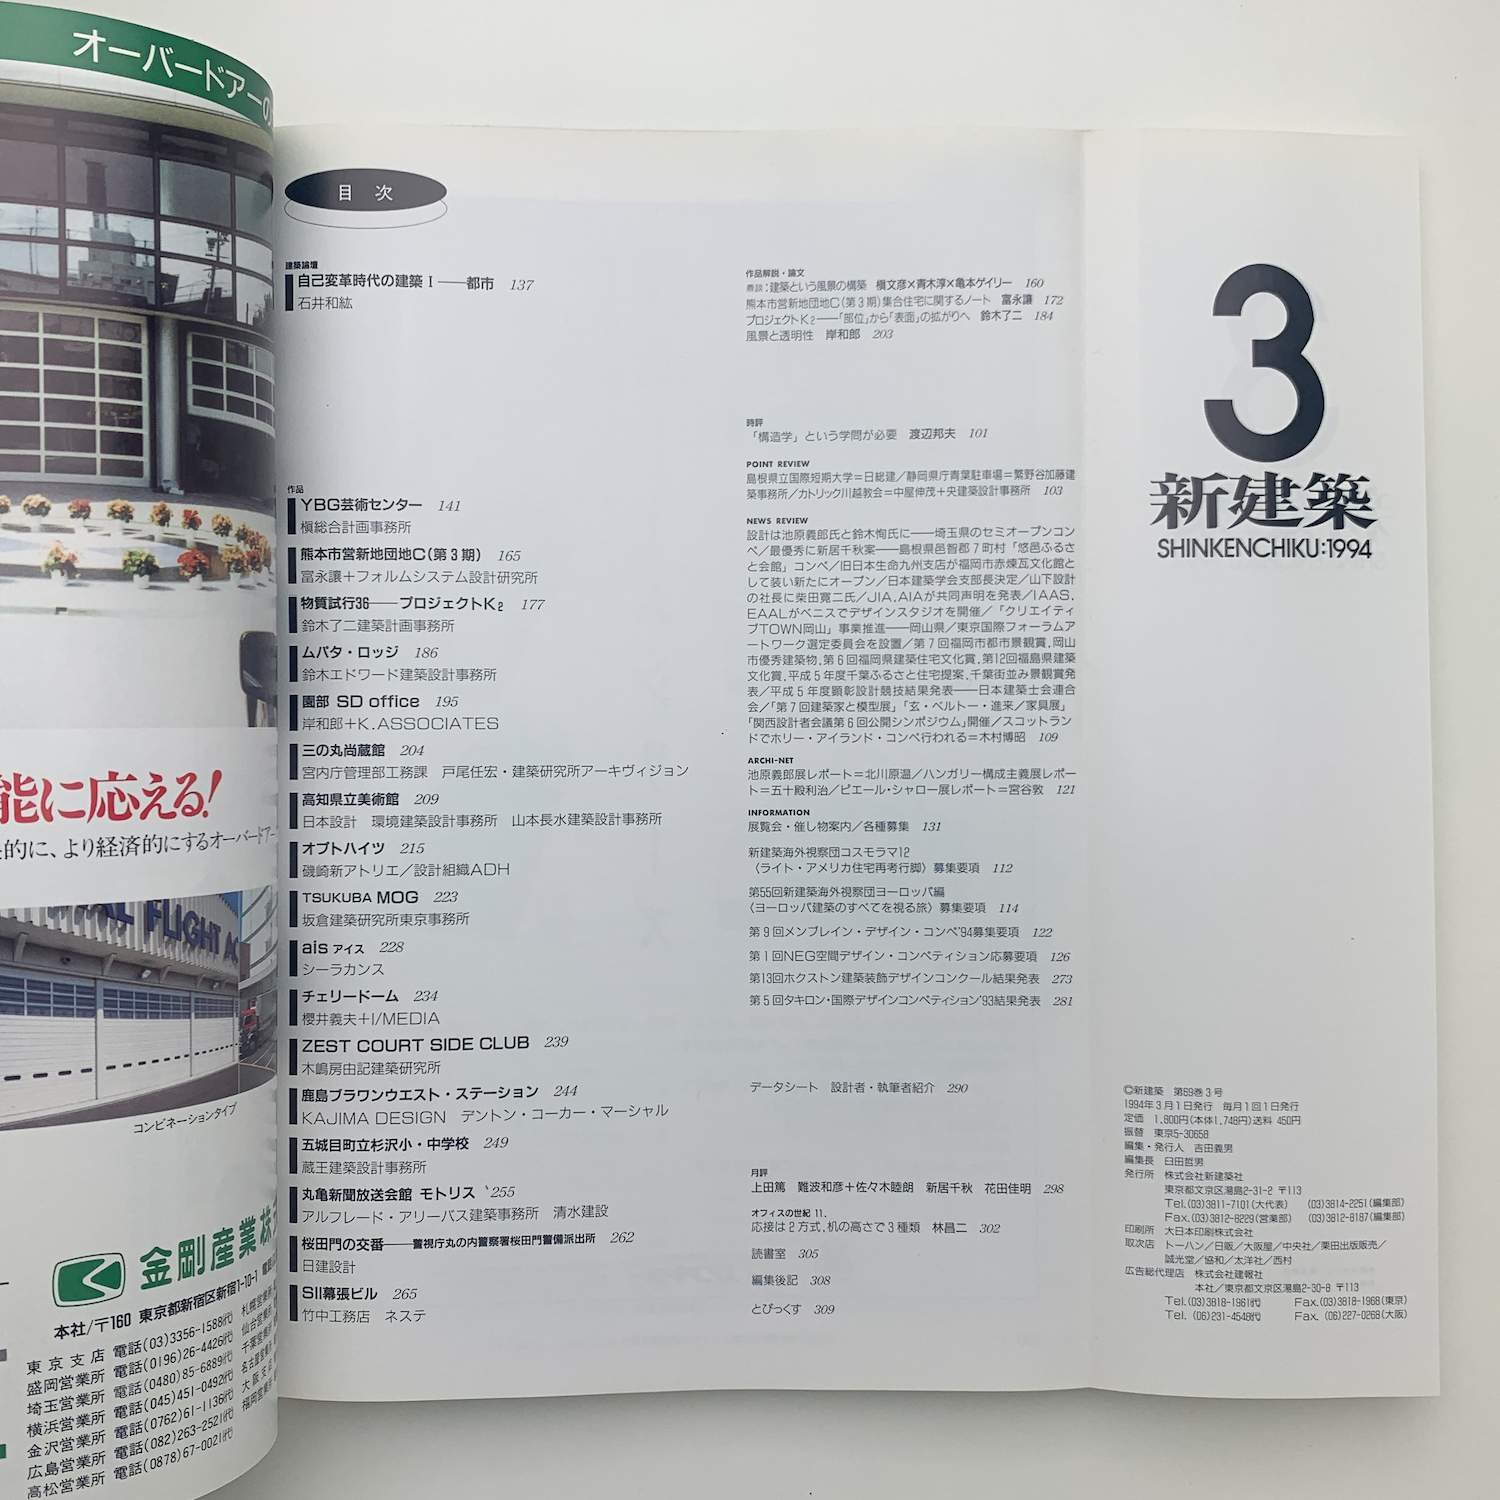 オーバードアーの
能に応える!
的に、より経済的にするオーバードアー
FLIGHT
コンビネーションタイプ
金剛産業株
本社/〒160 東京都新宿区新宿1-10-1
東京支店 電話(03)3356-1588㈹
盛岡営業所 電話(0196)26-4426㈹
埼玉営業所 電話(0480)85-6889㈹
横浜営業所 電話(045)451-0492㈹
金沢営業所 電話(0762)61-1136㈹
広島営業所 電話(082)263-2521㈹
高松営業所 電話(0878)67-0021㈹
札幌営業
仙台営業
千葉営業
名古屋営業
大阪支店
福岡営業
目次
建築論壇
自己変革時代の建築 I――都市 137
石井和紘
作品
YBG芸術センター 141
槇総合計画事務所
熊本市営新地団地C(第3期) 165
富永讓+フォルムシステム設計研究所
物質試行36――プロジェクトK2 177
鈴木了二建築計画事務所
ムパタ・ロッジ 186
鈴木エドワード建築設計事務所
園部 SD office 195
岸和郎+K.ASSOCIATES
三の丸尚蔵館 204
宮内庁管理部工務課 戸尾任宏・建築研究所アーキヴィジョン
高知県立美術館 209
日本設計 環境建築設計事務所 山本長水建築設計事務所
オブトハイツ 215
磯崎新アトリエ/設計組織ADH
TSUKUBA MOG 223
坂倉建築研究所東京事務所
ais アイス 228
シーラカンス
チェリードーム 234
櫻井義夫+I/MEDIA
ZEST COURT SIDE CLUB 239
木嶋房由記建築研究所
鹿島ブラワンウエスト・ステーション 244
KAJIMA DESIGN デントン・コーカー・マーシャル
五城目町立杉沢小・中学校 249
蔵王建築設計事務所
丸亀新聞放送会館 モトリス 255
アルフレード・アリーバス建築事務所 清水建設
桜田門の交番――警視庁丸の内警察署桜田門警備派出所 262
日建設計
SII幕張ビル 265
竹中工務店 ネステ
作品解説・論文
鼎談:建築という風景の構築 槇文彦×青木淳×亀本ゲイリー 160
熊本市営新地団地C(第3期)集合住宅に関するノート 富永讓 172
プロジェクトK2――「部位」から「表面」の拡がりへ 鈴木了二 184
風景と透明性 岸和郎 203
時評
「構造学」という学問が必要 渡辺邦夫 101
POINT REVIEW
島根県立国際短期大学=日総建/静岡県庁青葉駐車場=繁野谷加藤建
築事務所/カトリック川越教会=中屋伸茂+央建築設計事務所 103
NEWS REVIEW
設計は池原義郎氏と鈴木恂氏に――埼玉県のセミオープンコン
ペ/最優秀に新居千秋案――島根県邑智郡7町村「悠邑ふるさ
と会館」コンペ/旧日本生命九州支店が福岡市赤煉瓦文化館と
して装い新たにオープン/日本建築学会支部長決定/山下設計
の社長に柴田寛二氏/JIA,AIAが共同声明を発表/IAAS,
EAALがベニスでデザインスタジオを開催/「クリエイティ
ブTOWN岡山」事業推進――岡山県/東京国際フォーラムア
ートワーク選定委員会を設置/第7回福岡市都市景観賞,岡山
市優秀建築物,第6回福岡県建築住宅文化賞,第12回福島県建築
文化賞,平成5年度千葉ふるさと住宅提案,千葉街並み景観賞発
表/平成5年度顕彰設計競技結果発表――日本建築士会連合
会/「第7回建築家と模型展」「玄・ベルトー・進来/家具展」
「関西設計者会議第6回公開シンポジウム」開催/スコットラン
ドでホリー・アイランド・コンペ行われる=木村博昭 109
ARCHI-NET
池原義郎展レポート=北川原温/ハンガリー構成主義展レポー
ト=五十殿利治/ピエール・シャロー展レポート=宮谷敦 121
INFORMATION
展覧会・催し物案内/各種募集 131
新建築海外視察団コスモラマ12
〈ライト・アメリカ住宅再考行脚〉募集要項 112
第55回新建築海外視察団ヨーロッパ編
〈ヨーロッパ建築のすべてを視る旅〉募集要項 114
第9回メンブレイン・デザイン・コンペ'94募集要項 122
第1回NEG空間デザイン・コンペティション応募要項 126
第13回ホクストン建築装飾デザインコンクール結果発表 273
第5回タキロン・国際デザインコンペティション'93結果発表 281
データシート 設計者・執筆者紹介 290
月評
上田篤 難波和彦+佐々木睦朗 新居千秋 花田佳明 298
オフィスの世紀 11.
応接は2方式,机の高さで3種類 林昌二 302
読書室 305
編集後記 308
とぴっくす 309
3
新建築
SHINKENCHIKU:1994
©新建築 第69巻3号
1994年3月1日発行 毎月1回1日発行
定価 1,800円(本体1,748円)送料 450円
振替 東京5-30658
編集・発行人 吉田義男
編集長 臼田哲男
発行所 株式会社新建築社
東京都文京区湯島2-31-2 〒113
Tel.(03)3811-7101(大代表) (03)3814-2251(編集部)
Fax.(03)3812-8229(営業部) (03)3812-8187(編集部)
印刷所 大日本印刷株式会社
取次店 トーハン/日販/大阪屋/中央社/栗田出版販売/
誠光堂/協和/太洋社/西村
広告総代理店 株式会社建報社
本社/東京都文京区湯島2-30-8 〒113
Tel.(03)3818-1961㈹ Fax.(03)3818-1968(東京)
Tel. (06)231-4548㈹ Fax. (06)227-0268(大阪)